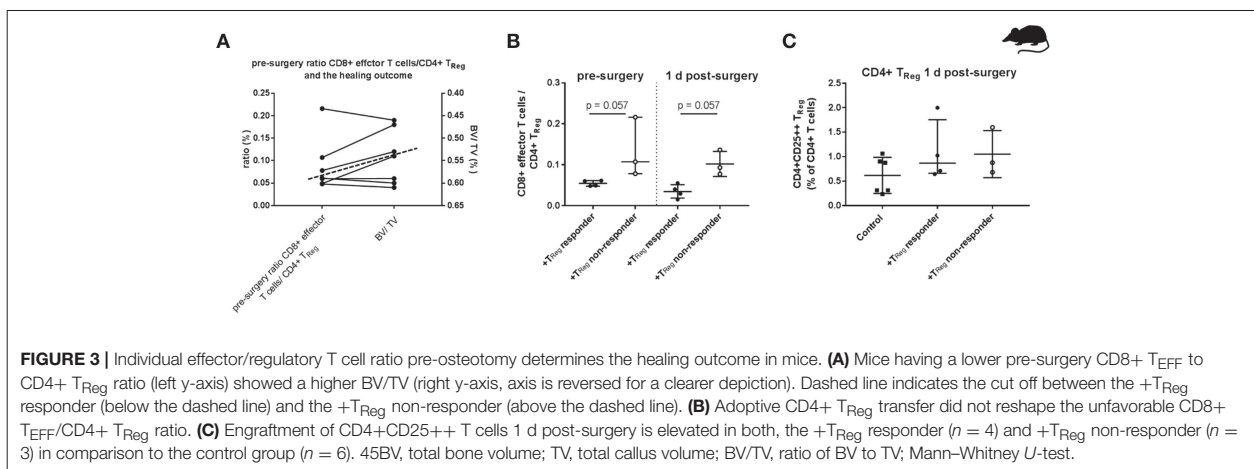 A
pre-surgery ratio CD8+ effctor T cells/CD4+ TReg
and the healing outcome
0.25
0.20
0.15
0.10
0.05
0.00
ratio (%)
0.40
0.45
0.50
0.55
0.60
0.65
BV/ TV (%)
pre-surgery ratio CD8+ effector
T cells/ CD4+ TReg
BV/ TV
B
pre-surgery
1 d post-surgery
p = 0.057
p = 0.057
0.3
0.2
0.1
0.0
CD8+ effector T cells /
CD4+ TReg
+TReg responder
+TReg non-responder
+TReg responder
+TReg non-responder
C
CD4+ TReg 1 d post-surgery
2.5
2.0
1.5
1.0
0.5
0.0
CD4+CD25++ TReg
(% of CD4+ T cells)
Control
+TReg responder
+TReg non-responder
FIGURE 3 | Individual effector/regulatory T cell ratio pre-osteotomy determines the healing outcome in mice. (A) Mice having a lower pre-surgery CD8+ TEFF to
CD4+ TReg ratio (left y-axis) showed a higher BV/TV (right y-axis, axis is reversed for a clearer depiction). Dashed line indicates the cut off between the +TReg
responder (below the dashed line) and the +TReg non-responder (above the dashed line). (B) Adoptive CD4+ TReg transfer did not reshape the unfavorable CD8+
TEFF/CD4+ TReg ratio. (C) Engraftment of CD4+CD25++ T cells 1 d post-surgery is elevated in both, the +TReg responder (n = 4) and +TReg non-responder (n =
3) in comparison to the control group (n = 6). 45BV, total bone volume; TV, total callus volume; BV/TV, ratio of BV to TV; Mann–Whitney U-test.